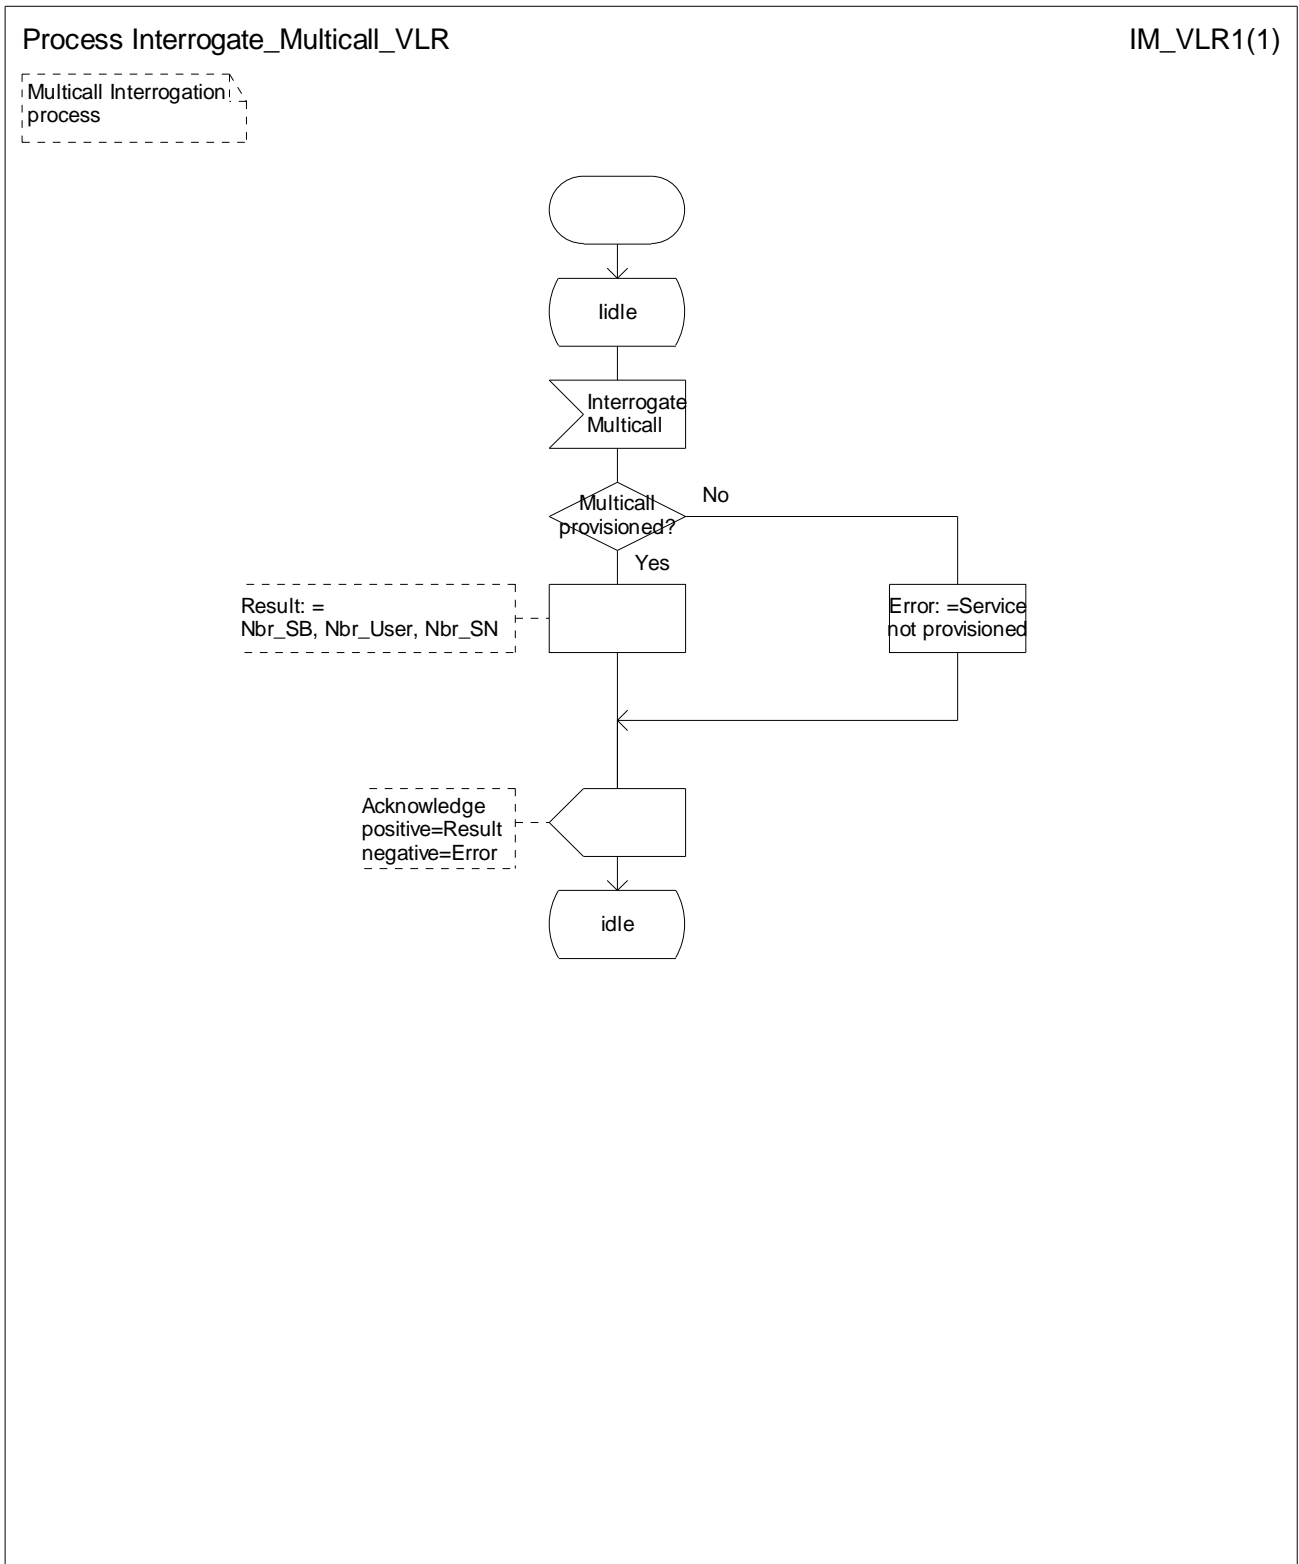 Process Interrogate_Multicall_VLR
IM_VLR1(1)
Multicall Interrogation
process
Iidle
Interrogate
Multicall
Multicall
provisioned?
No
Yes
Result: =
Nbr_SB, Nbr_User, Nbr_SN
Error: =Service
not provisioned
Acknowledge
positive=Result
negative=Error
idle